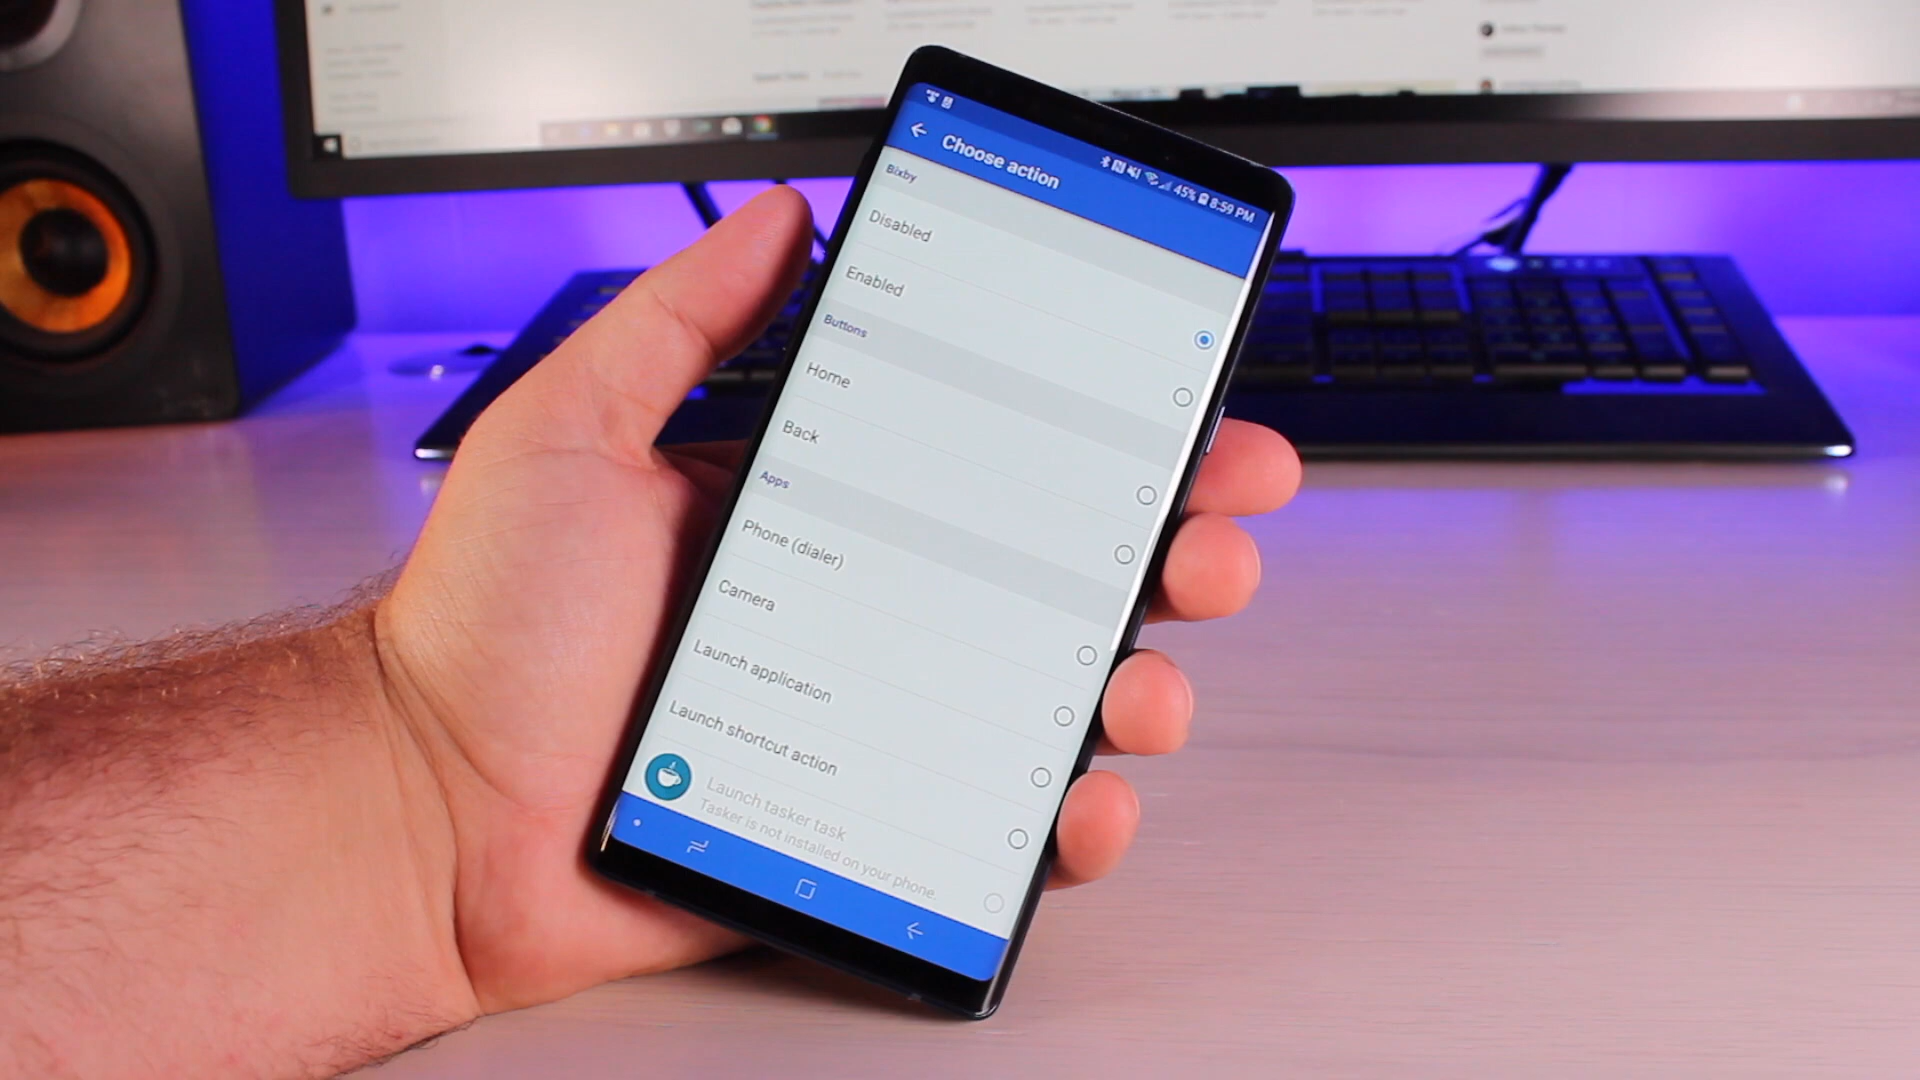 45% 8:59 PM
Choose action
Bixby
Disabled
Enabled
Buttons
Home
Back
Apps
Phone (dialer)
Camera
Launch application
Launch shortcut action
Launch tasker task
Tasker is not installed on your phone.